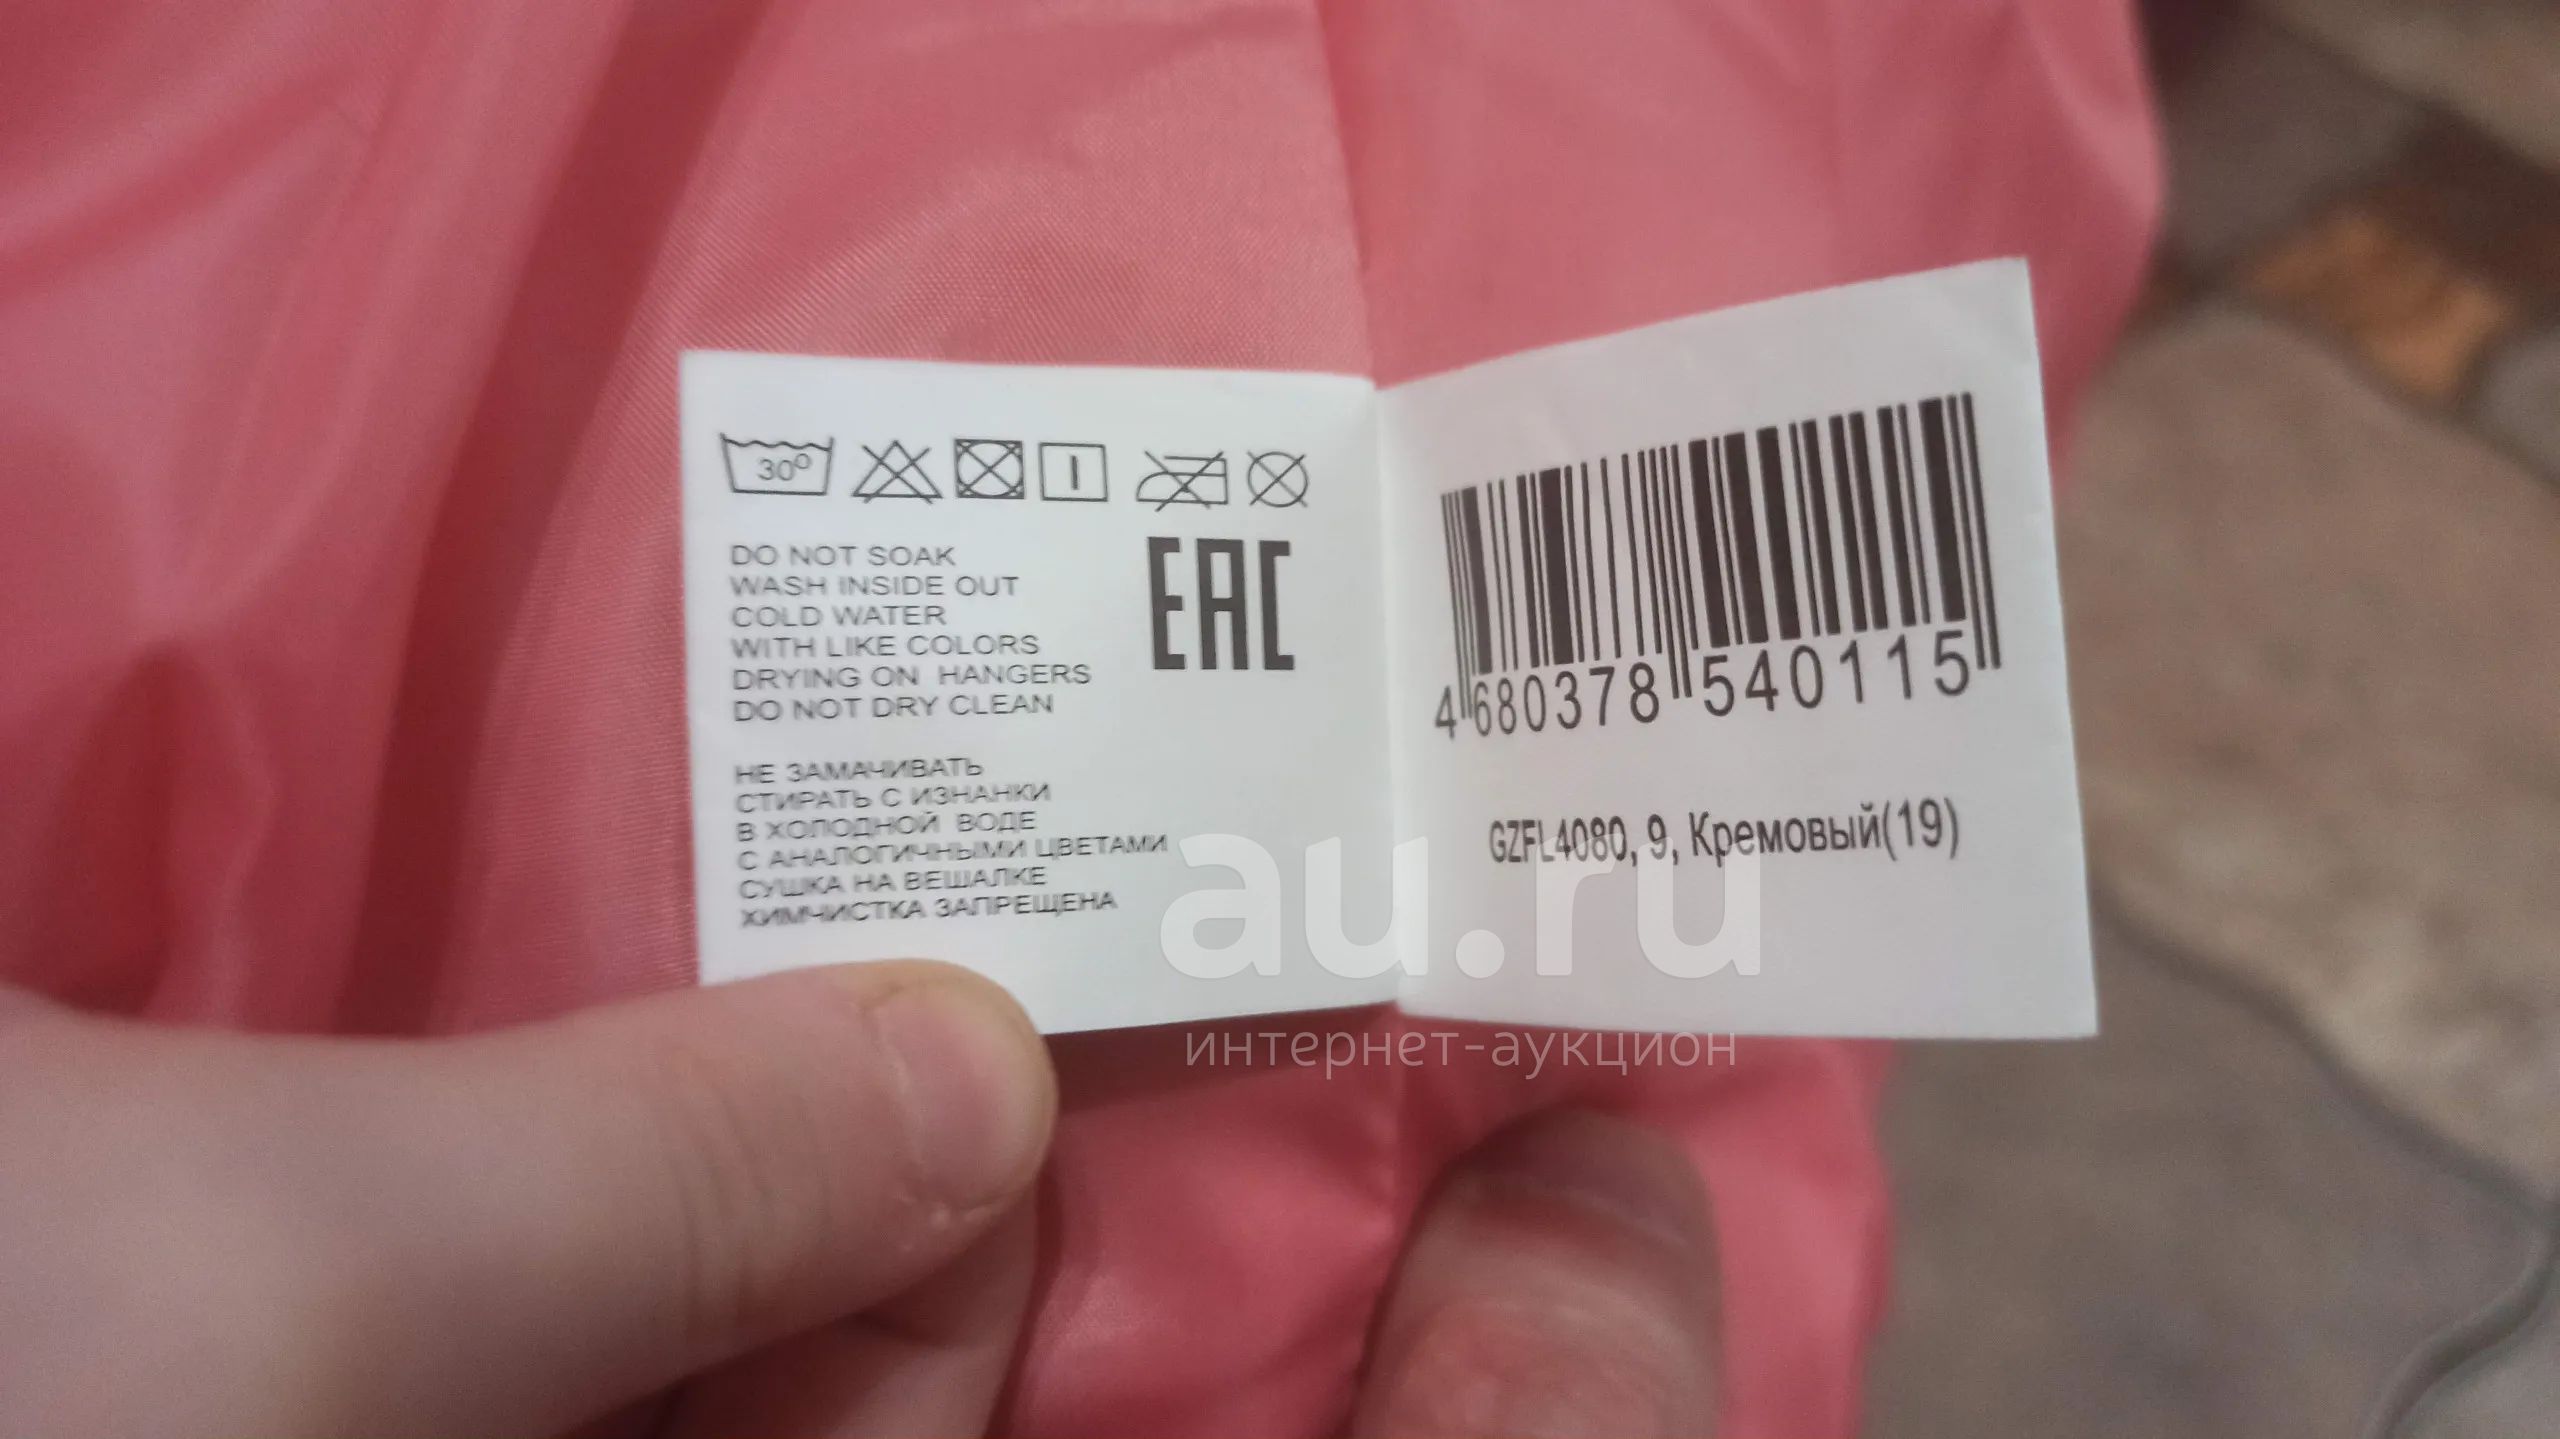 30º
DO NOT SOAK
WASH INSIDE OUT
COLD WATER
WITH LIKE COLORS
DRYING ON HANGERS
DO NOT DRY CLEAN
EAC
НЕ ЗАМАЧИВАТЬ
СТИРАТЬ С ИЗНАНКИ
В ХОЛОДНОЙ ВОДЕ
С АНАЛОГИЧНЫМИ ЦВЕТАМИ
СУШКА НА ВЕШАЛКЕ
ХИМЧИСТКА ЗАПРЕЩЕНА
4 680378 540115
GZFL4080, 9, Кремовый(19)
au.ru
интернет-аукцион